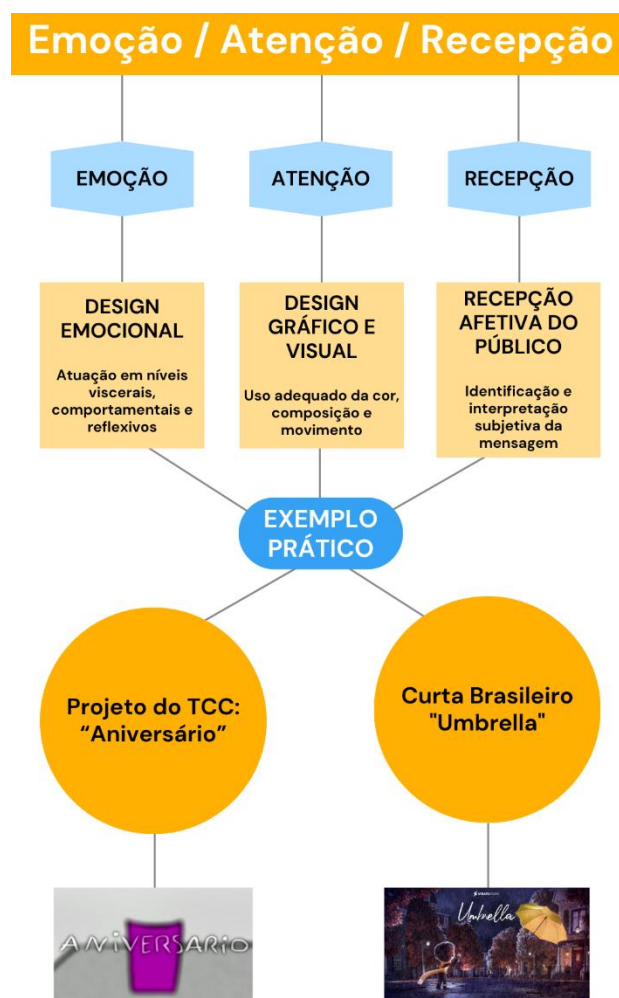 Emoção / Atenção / Recepção
EMOÇÃO
ATENÇÃO
RECEPÇÃO
DESIGN
EMOCIONAL
Atuação em níveis
viscerais,
comportamentais e
reflexivos
DESIGN
GRÁFICO E
VISUAL
Uso adequado da cor,
composição e
movimento
RECEPÇÃO
AFETIVA DO
PÚBLICO
Identificação e
interpretação
subjetiva da
mensagem
EXEMPLO
PRÁTICO
Projeto do TCC:
“Aniversário”
Curta Brasileiro
"Umbrella"
ANIVERSARIO
Umbrella